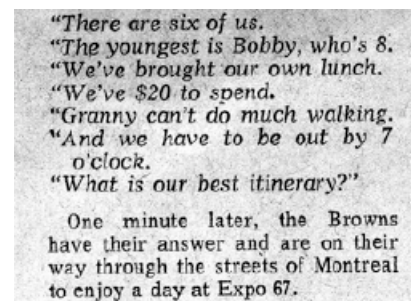 "There are six of us.
"The youngest is Bobby, who's 8.
"We've brought our own lunch.
"We've $20 to spend.
"Granny can't do much walking.
"And we have to be out by 7
o'clock.
"What is our best itinerary?"
One minute later, the Browns
have their answer and are on their
way through the streets of Montreal
to enjoy a day at Expo 67.